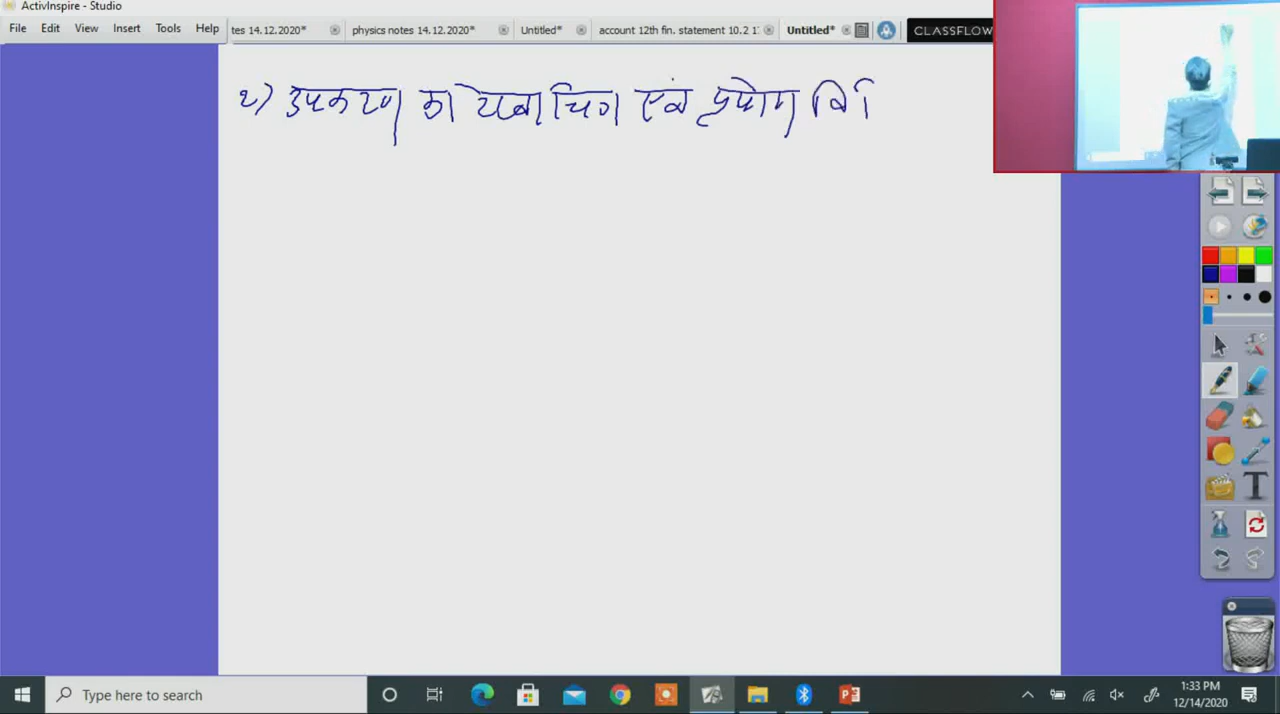 ActivInspire - Studio
File Edit View Insert Tools Help
tes 14.12.2020* physics notes 14.12.2020* Untitled* account 12th fin. statement 10.2 1: Untitled* CLASSFLOW
२) उपकरण का रेखा चित्र एवं प्रयोग वि
Type here to search
1:33 PM
12/14/2020